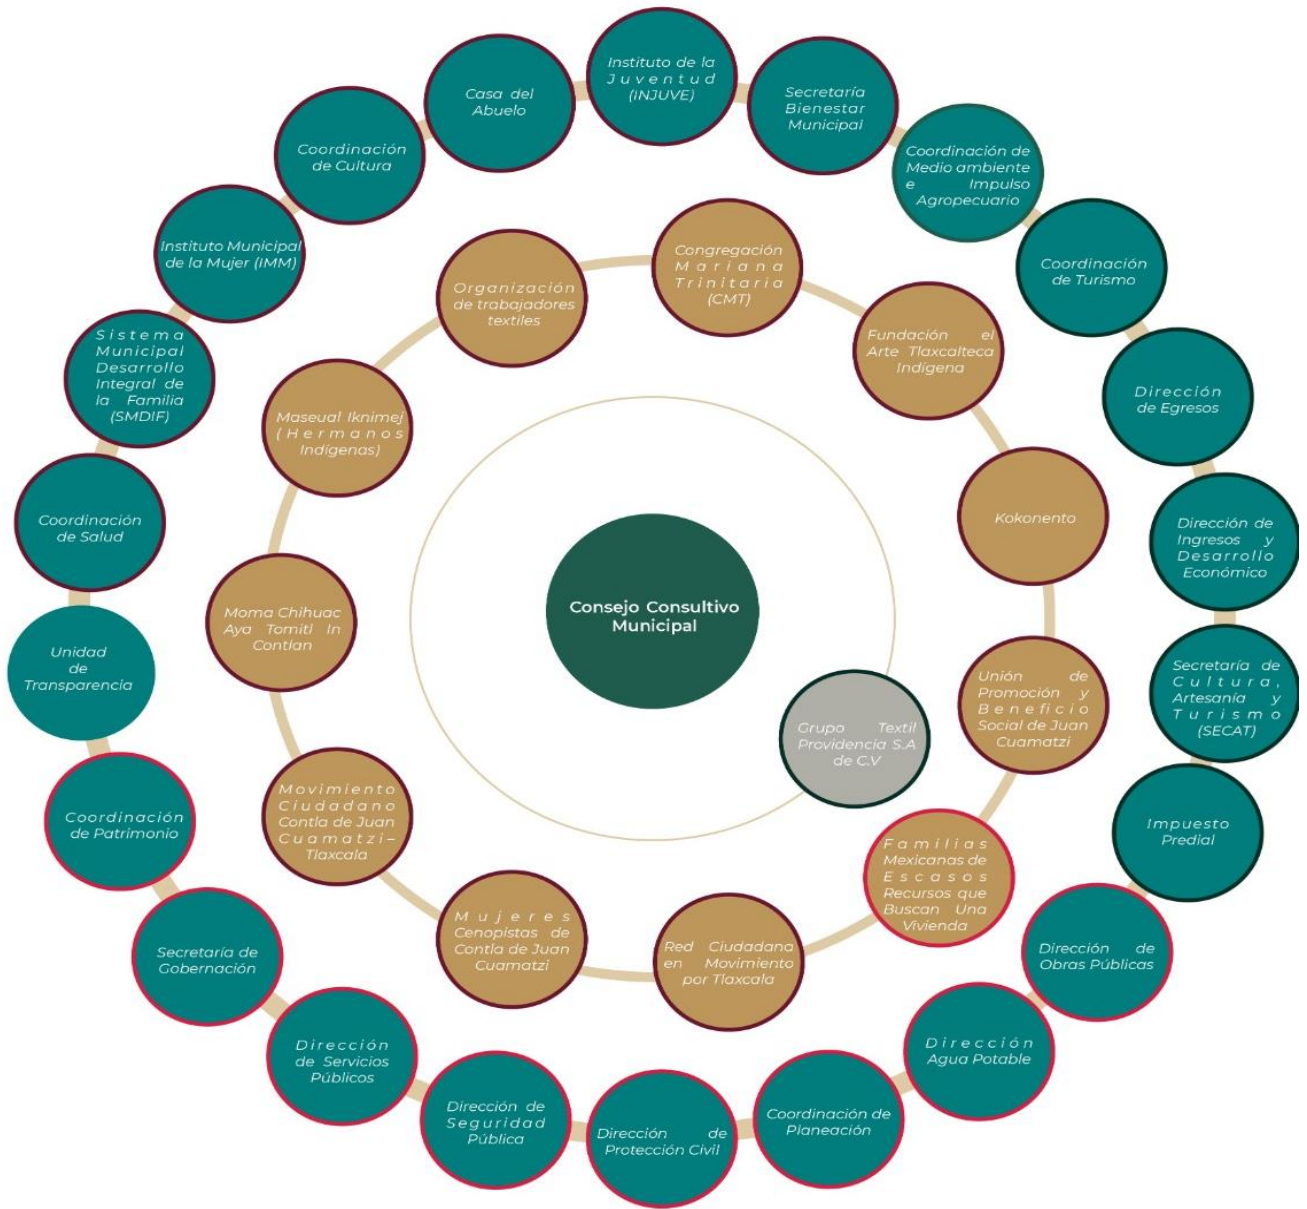 Instituto de la
Juventud
(INJUVE)
Secretaría
Bienestar
Municipal
Coordinación de
Medio ambiente
e Impulso
Agropecuario
Coordinación
de Turismo
Dirección
de Egresos
Dirección de
Ingresos y
Desarrollo
Económico
Secretaría de
Cultura,
Artesanía y
Turismo
(SECAT)
Impuesto
Predial
Dirección de
Obras Públicas
Dirección
Agua Potable
Coordinación de
Planeación
Dirección de
Protección Civil
Dirección de
Seguridad
Pública
Dirección
de Servicios
Públicos
Secretaría de
Gobernación
Coordinación
de Patrimonio
Unidad
de
Transparencia
Coordinación
de Salud
Sistema
Municipal
Desarrollo
Integral de
la Familia
(SMDIF)
Instituto Municipal
de la Mujer (IMM)
Coordinación
de Cultura
Casa del
Abuelo
Congregación
Mariana
Trinitaria
(CMT)
Fundación el
Arte Tlaxcalteca
Indígena
Kokonento
Unión de
Promoción y
Beneficio
Social de Juan
Cuamatzi
Familias
Mexicanas de
Escasos
Recursos que
Buscan Una
Vivienda
Red Ciudadana
en Movimiento
por Tlaxcala
Mujeres
Cenopistas de
Contla de Juan
Cuamatzi
Movimiento
Ciudadano
Contla de Juan
Cuamatzi–
Tlaxcala
Moma Chihuac
Aya Tomitl In
Contlan
Maseual Iknimej
(Hermanos
Indígenas)
Organización
de trabajadores
textiles
Grupo Textil
Providencia S.A
de C.V
Consejo Consultivo
Municipal